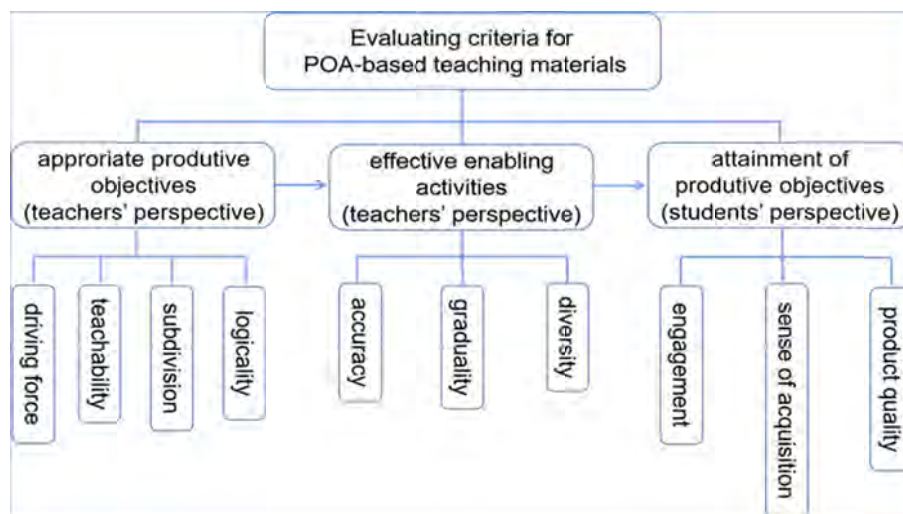 Evaluating criteria for
POA-based teaching materials
approriate produtive
objectives
(teachers' perspective)
effective enabling
activities
(teachers' perspective)
attainment of
produtive objectives
(students' perspective)
driving force
teachability
subdivision
logicality
accuracy
graduality
diversity
engagement
sense of acquisition
product quality